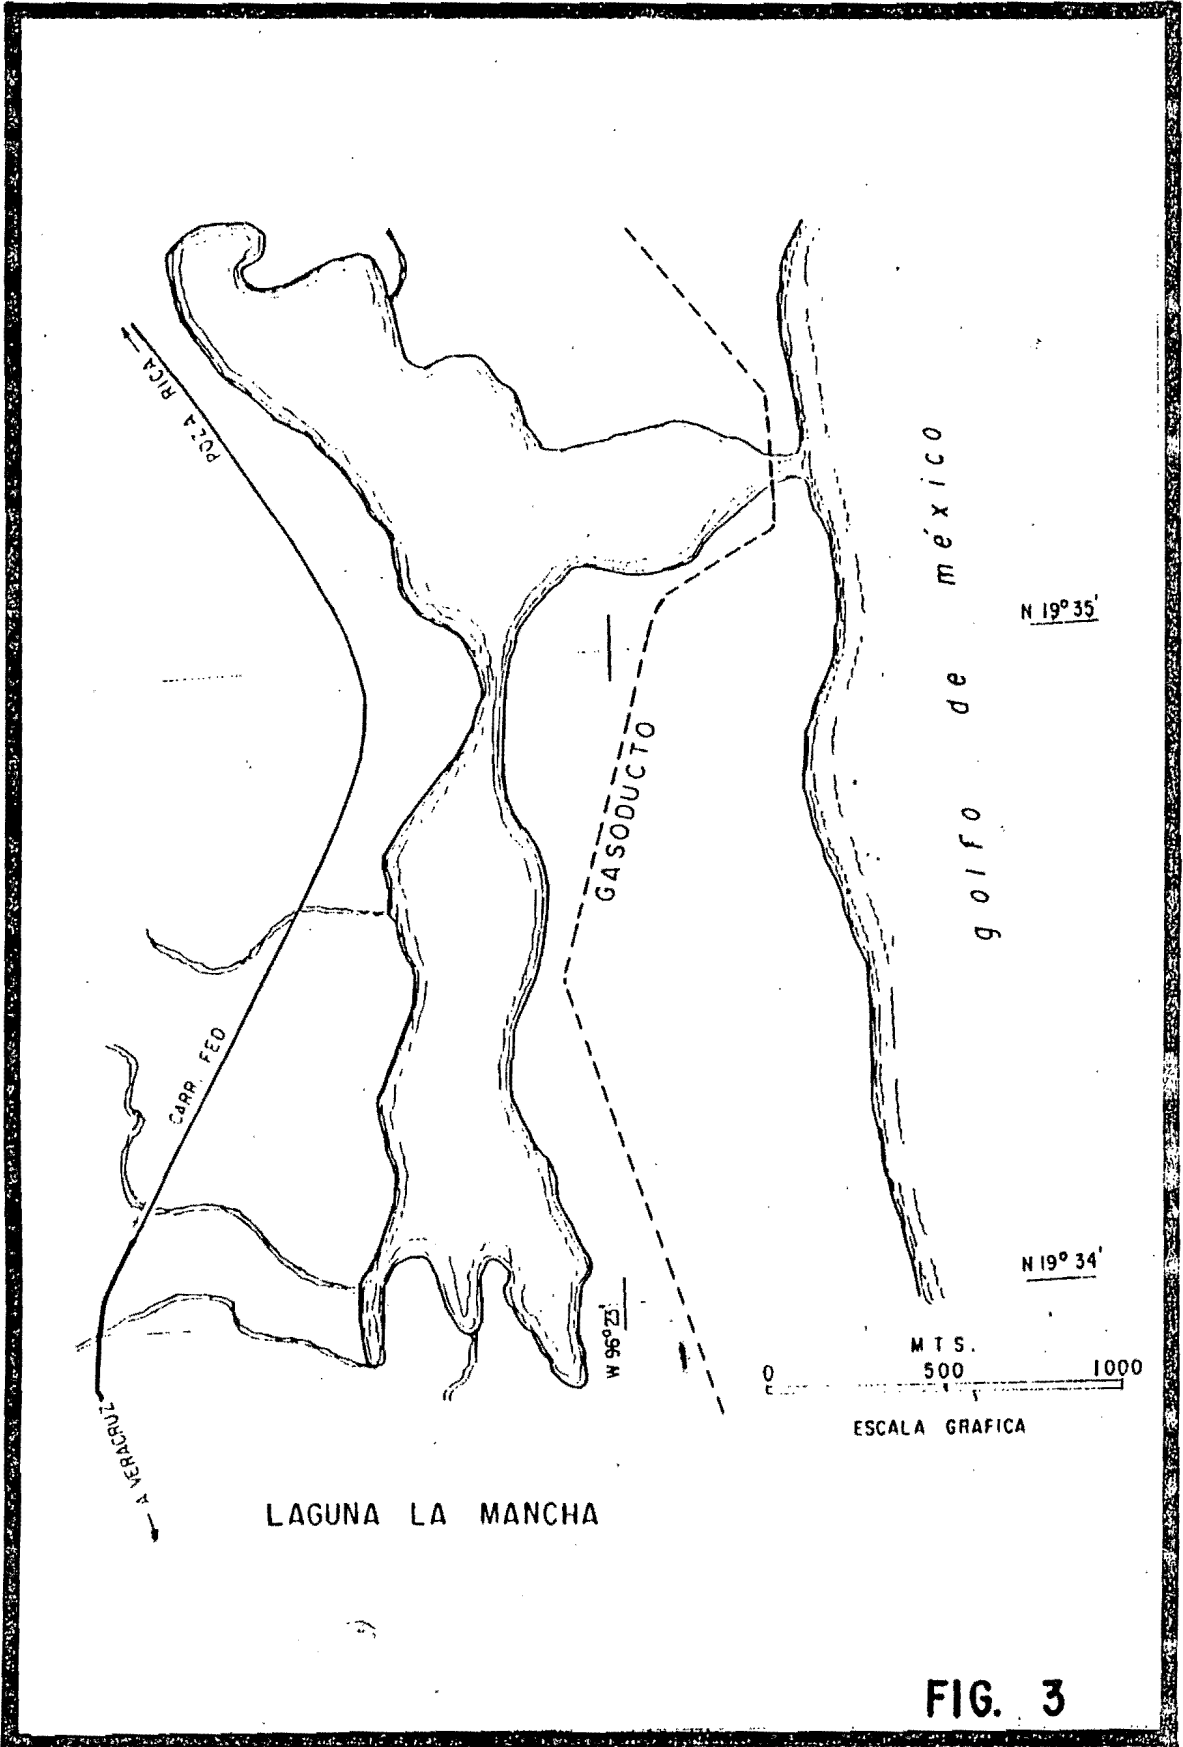 POZA RICA
golfo de méxico
N 19° 35'
GASODUCTO
CARR. FED
N 19° 34'
W 96° 23'
MTS.
0 500 1000
ESCALA GRAFICA
A VERACRUZ
LAGUNA LA MANCHA
FIG. 3